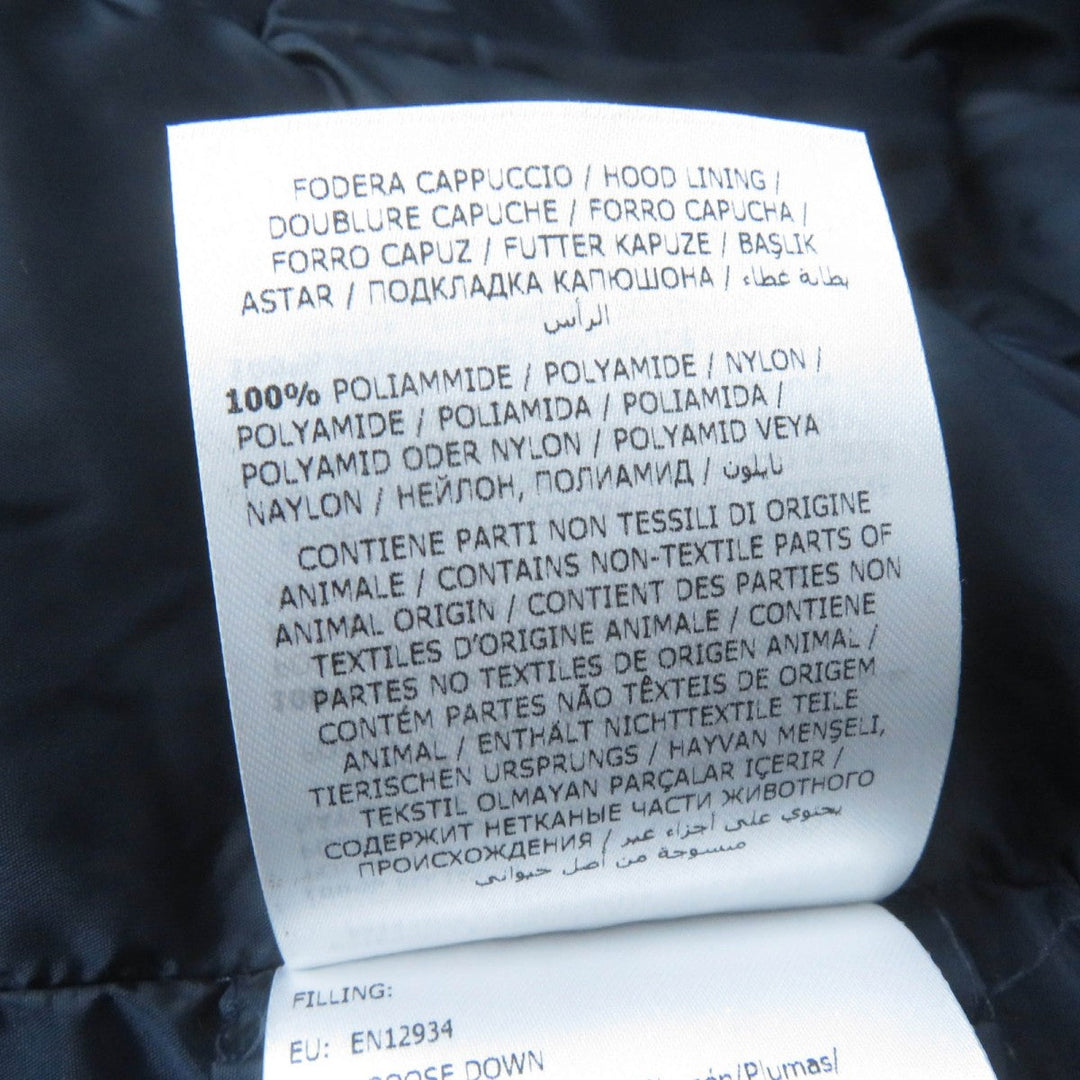 FODERA CAPPUCCIO / HOOD LINING /
DOUBLURE CAPUCHE / FORRO CAPUCHA /
FORRO CAPUZ / FUTTER KAPUZE / BAŞLIK
ASTAR / ПОДКЛАДКА КАПЮШОНА / بطانة غطاء
الرأس
100% POLIAMMIDE / POLYAMIDE / NYLON /
POLYAMIDE / POLIAMIDA / POLIAMIDA /
POLYAMID ODER NYLON / POLYAMID VEYA
NAYLON / НЕЙЛОН, ПОЛИАМИД / نايلون
CONTIENE PARTI NON TESSILI DI ORIGINE
ANIMALE / CONTAINS NON-TEXTILE PARTS OF
ANIMAL ORIGIN / CONTIENT DES PARTIES NON
TEXTILES D'ORIGINE ANIMALE / CONTIENE
PARTES NO TEXTILES DE ORIGEN ANIMAL /
CONTÉM PARTES NÃO TÊXTEIS DE ORIGEM
ANIMAL / ENTHÄLT NICHTTEXTILE TEILE
TIERISCHEN URSPRUNGS / HAYVAN MENŞELI,
TEKSTIL OLMAYAN PARÇALAR IÇERIR /
СОДЕРЖИТ НЕТКАНЫЕ ЧАСТИ ЖИВОТНОГО
ПРОИСХОЖДЕНИЯ / يحتوي على اجزاء غير
منسوجة من أصل حيواني
FILLING:
EU: EN12934
GOOSE DOWN
/Plumas/